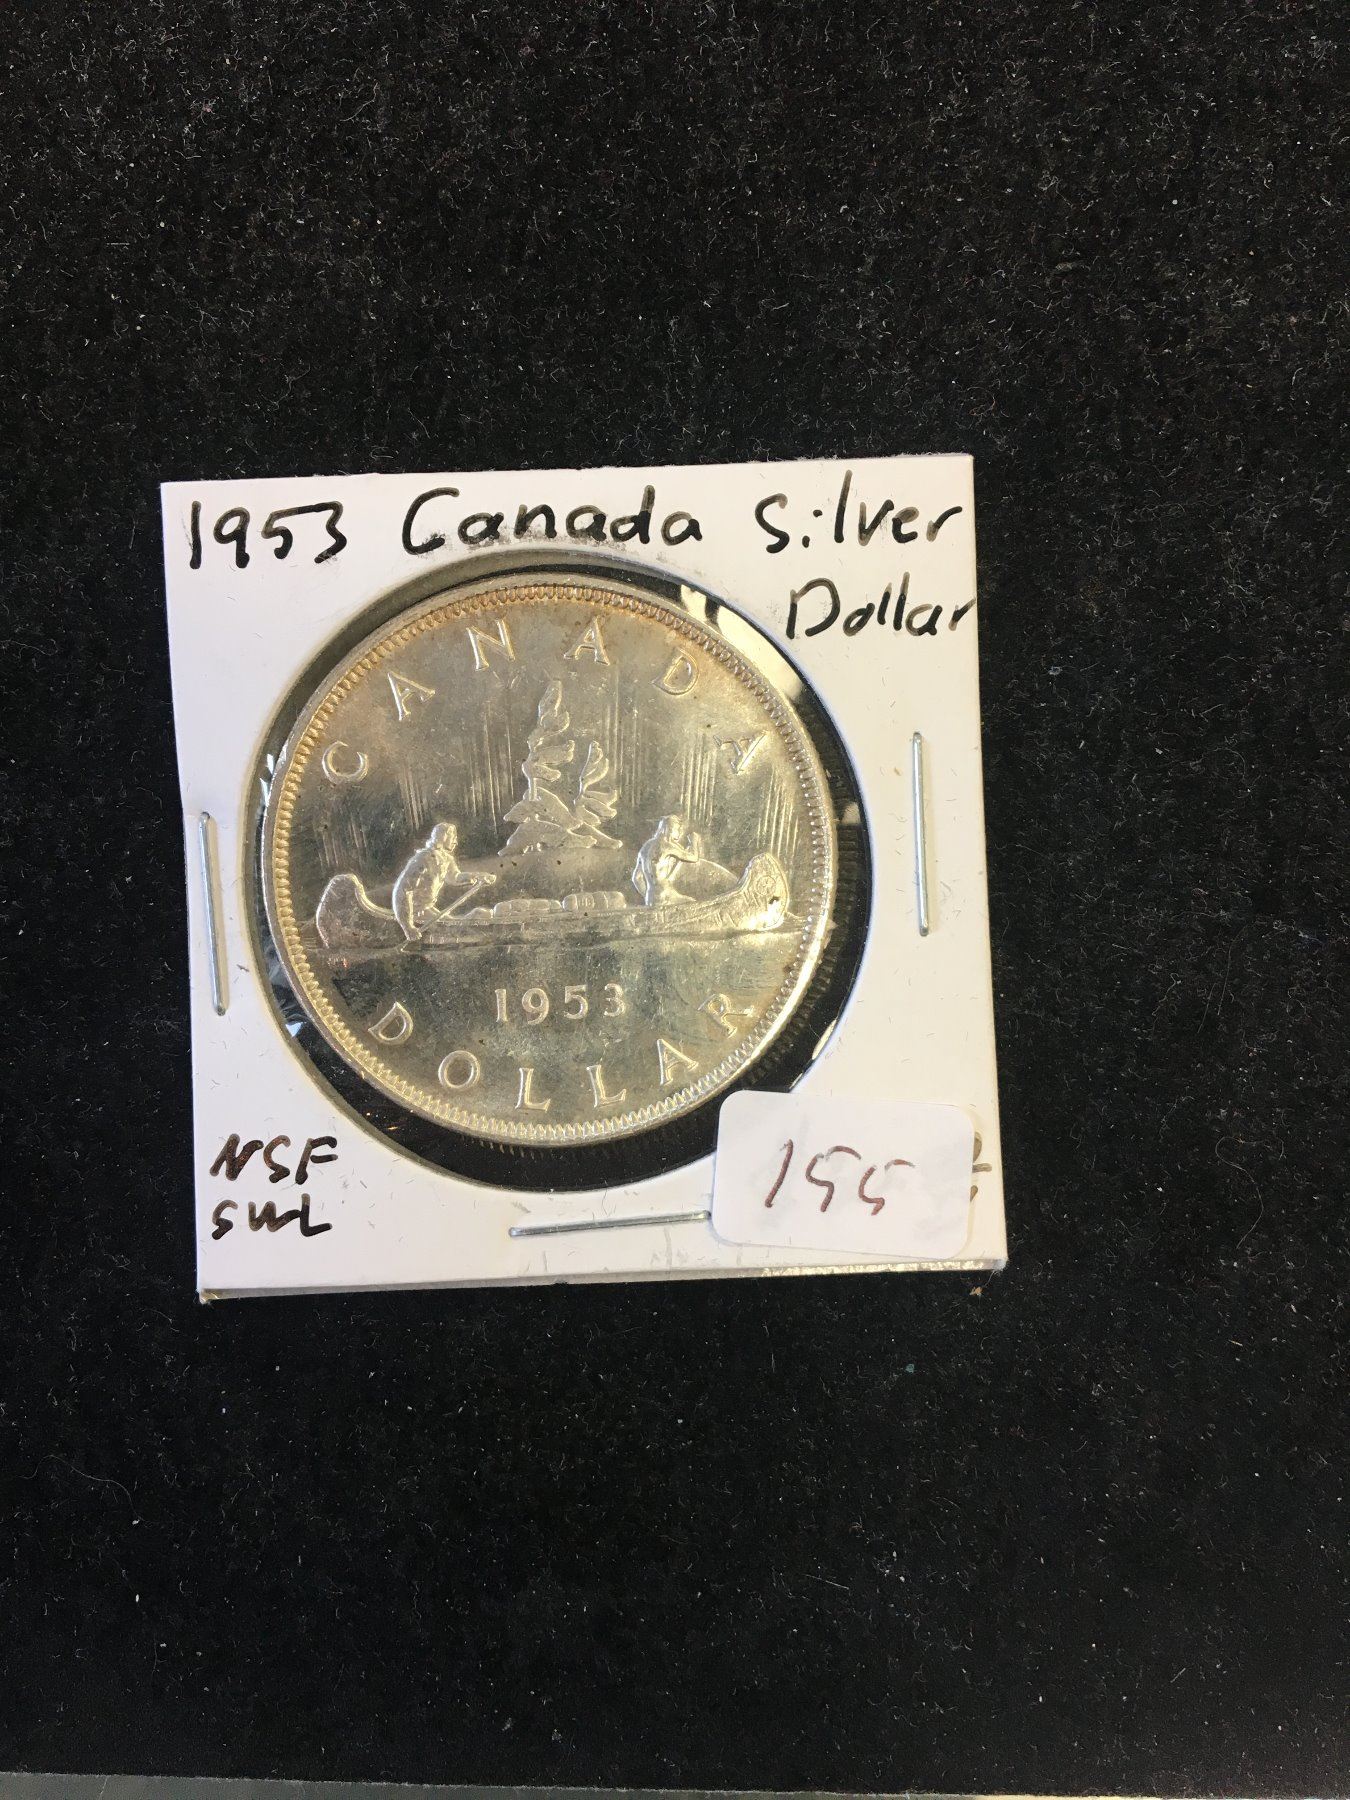 1953 Canada Silver
Dollar
CANADA
1953
DOLLAR
NSF
SWL
155